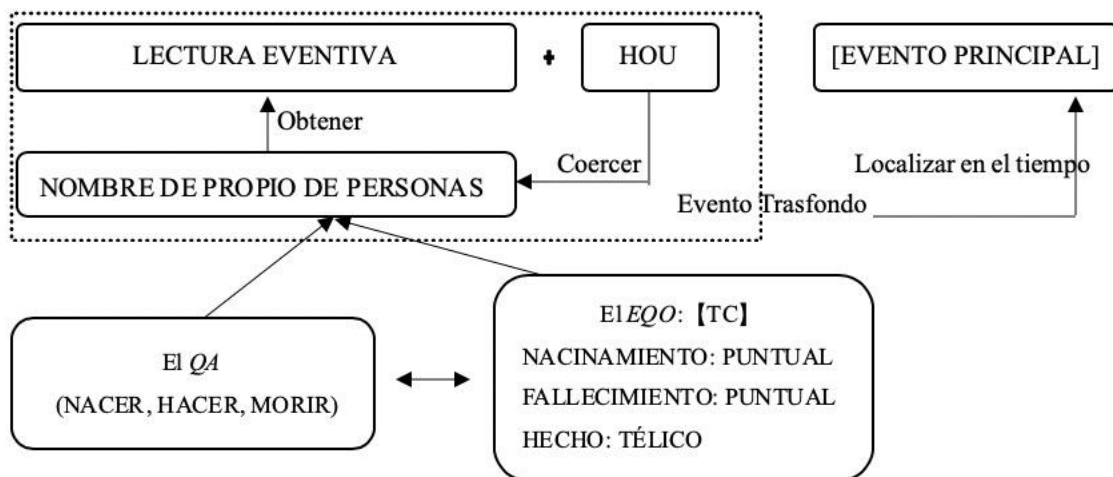 LECTURA EVENTIVA + HOU [EVENTO PRINCIPAL]
Obtener
Coercer
Localizar en el tiempo
NOMBRE DE PROPIO DE PERSONAS
Evento Trasfondo
El QA
(NACER, HACER, MORIR)
El EQO:【TC】
NACINAMIENTO: PUNTUAL
FALLECIMIENTO: PUNTUAL
HECHO: TÉLICO